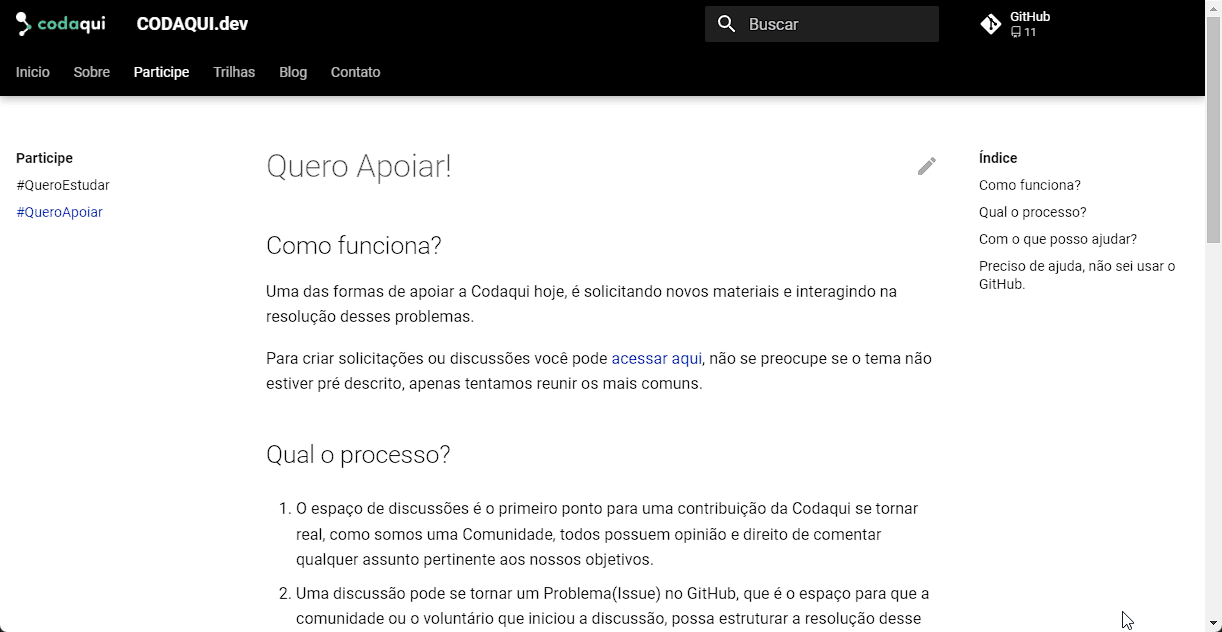 codaqui
CODAQUI.dev
Buscar
GitHub
11
Inicio
Sobre
Participe
Trilhas
Blog
Contato
Participe
#QueroEstudar
#QueroApoiar
Quero Apoiar!
Como funciona?
Uma das formas de apoiar a Codaqui hoje, é solicitando novos materiais e interagindo na
resolução desses problemas.
Para criar solicitações ou discussões você pode acessar aqui, não se preocupe se o tema não
estiver pré descrito, apenas tentamos reunir os mais comuns.
Qual o processo?
1. O espaço de discussões é o primeiro ponto para uma contribuição da Codaqui se tornar
real, como somos uma Comunidade, todos possuem opinião e direito de comentar
qualquer assunto pertinente aos nossos objetivos.
2. Uma discussão pode se tornar um Problema(Issue) no GitHub, que é o espaço para que a
comunidade ou o voluntário que iniciou a discussão, possa estruturar a resolução desse
Índice
Como funciona?
Qual o processo?
Com o que posso ajudar?
Preciso de ajuda, não sei usar o
GitHub.